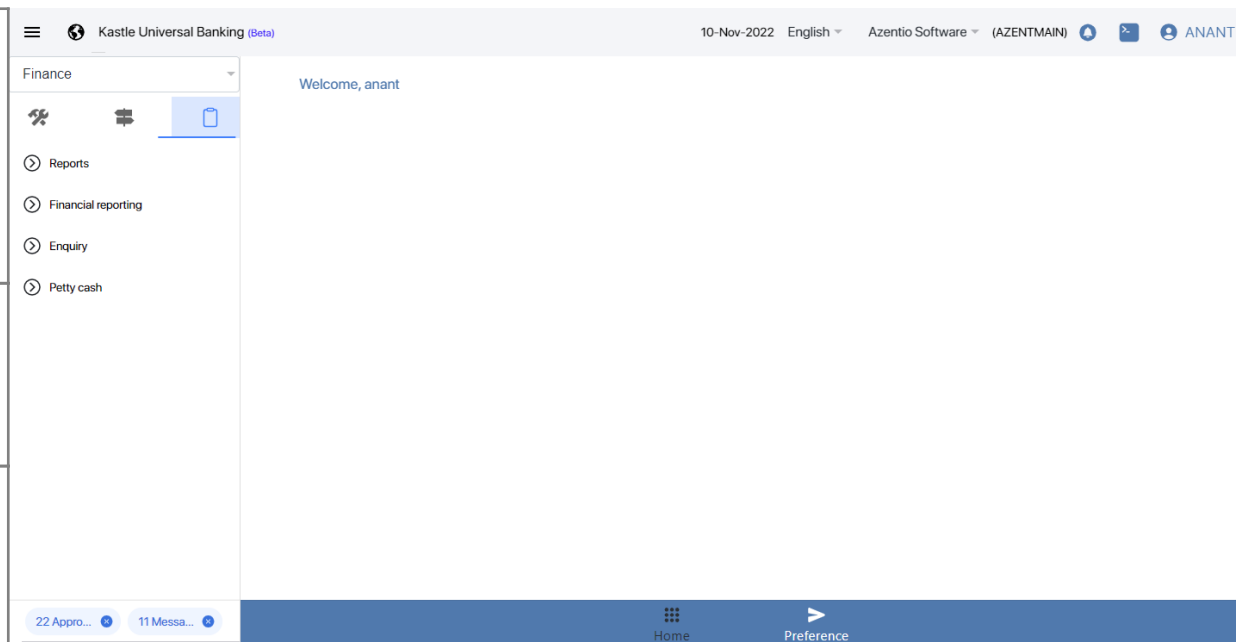 Kastle Universal Banking (Beta)
10-Nov-2022 English Azentio Software (AZENTMAIN) ANANT
Finance
Welcome, anant
Reports
Financial reporting
Enquiry
Petty cash
22 Appro... 11 Messa...
Home Preference